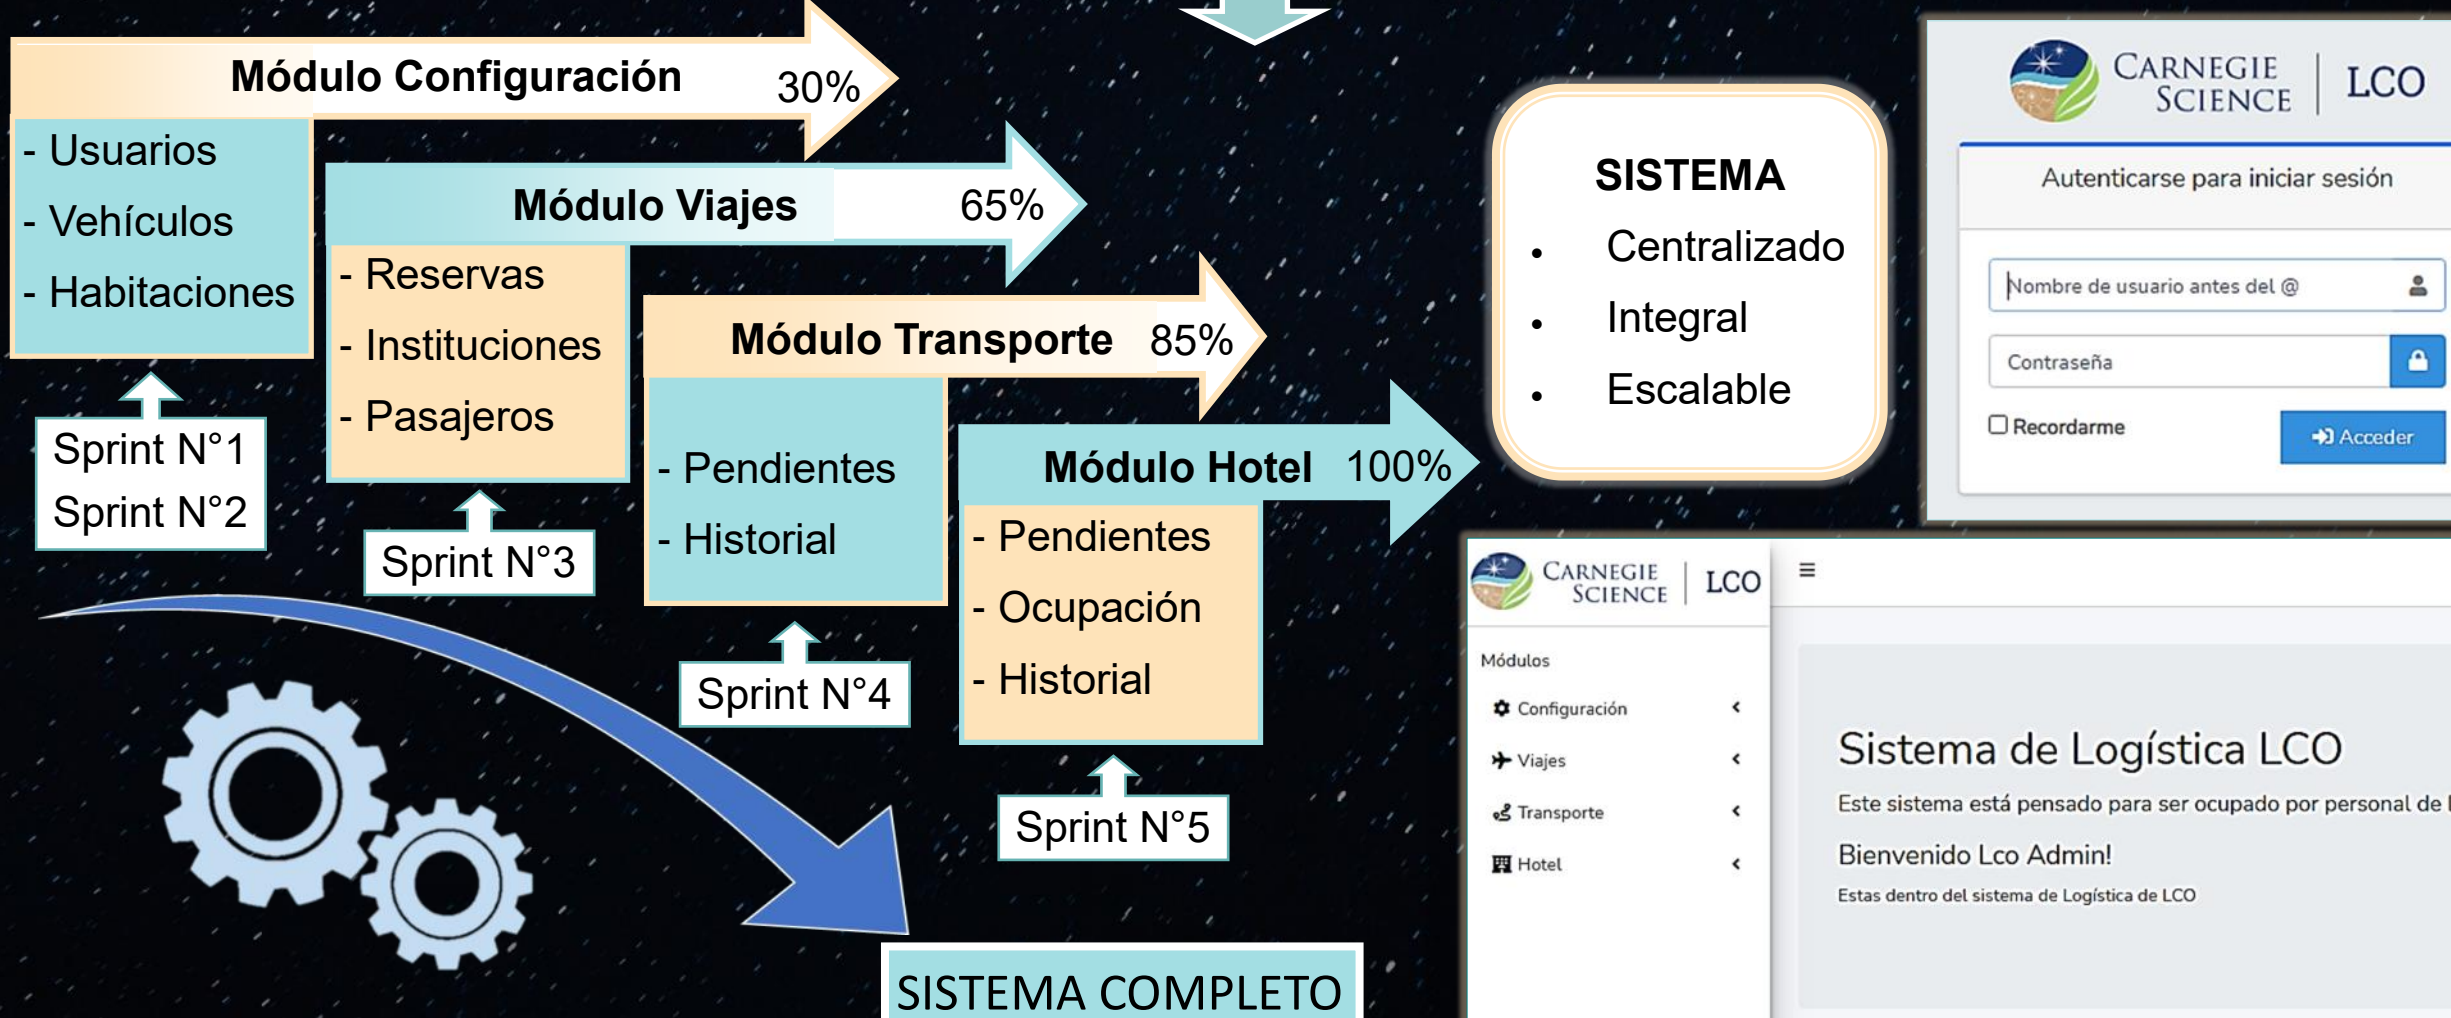 Módulo Configuración 30%
- Usuarios
- Vehículos
- Habitaciones
Sprint N°1
Sprint N°2
Módulo Viajes 65%
- Reservas
- Instituciones
- Pasajeros
Sprint N°3
Módulo Transporte 85%
- Pendientes
- Historial
Sprint N°4
Módulo Hotel 100%
- Pendientes
- Ocupación
- Historial
Sprint N°5
SISTEMA COMPLETO
SISTEMA
• Centralizado
• Integral
• Escalable
CARNEGIE
SCIENCE
LCO
Autenticarse para iniciar sesión
Nombre de usuario antes del @
Contraseña
Recordarme
Acceder
CARNEGIE
SCIENCE
LCO
Módulos
Configuración
Viajes
Transporte
Hotel
Sistema de Logística LCO
Este sistema está pensado para ser ocupado por personal de
Bienvenido Lco Admin!
Estas dentro del sistema de Logística de LCO